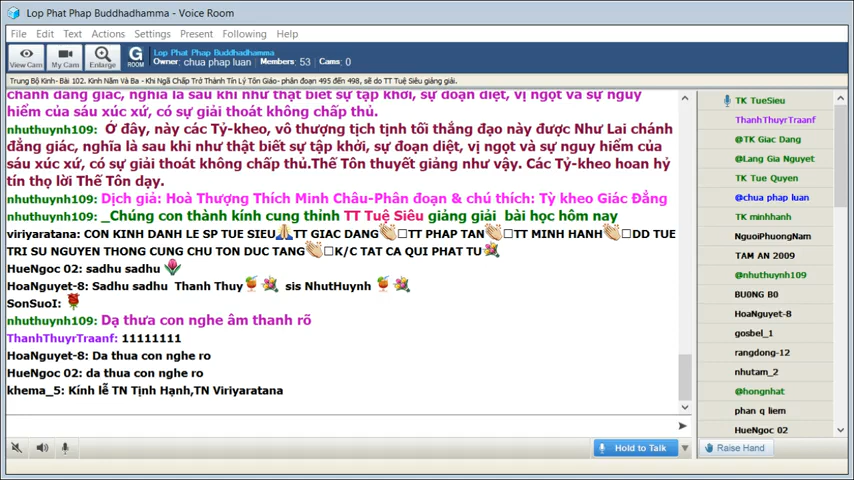 Lop Phat Phap Buddhadhamma - Voice Room
File Edit Text Actions Settings Present Following Help
View Cam My Cam Enlarge G ROOM
Lop Phat Phap Buddhadhamma
Owner: chua phap luan Members: 53 Cams: 0
Trung Bộ Kinh- Bài 102. Kinh Năm Và Ba - Khi Ngã Chấp Trở Thành Tín Lý Tôn Giáo- phân đoạn 495 đến 498, sẽ do TT Tuệ Siêu giảng giải.
chánh đẳng giác, nghĩa là sau khi như thật biết sự tập khởi, sự đoạn diệt, vị ngọt và sự nguy
hiểm của sáu xúc xứ, có sự giải thoát không chấp thủ.
nhuthuynh109: Ở đây, này các Tỷ-kheo, vô thượng tịch tịnh tối thắng đạo này được Như Lai chánh
đẳng giác, nghĩa là sau khi như thật biết sự tập khởi, sự đoạn diệt, vị ngọt và sự nguy hiểm của
sáu xúc xứ, có sự giải thoát không chấp thủ.Thế Tôn thuyết giảng như vậy. Các Tỷ-kheo hoan hỷ
tín thọ lời Thế Tôn dạy.
nhuthuynh109: Dịch giả: Hoà Thượng Thích Minh Châu-Phân đoạn & chú thích: Tỳ kheo Giác Đẳng
nhuthuynh109: _Chúng con thành kính cung thỉnh TT Tuệ Siêu giảng giải bài học hôm nay
viriyaratana: CON KINH DANH LE SP TUE SIEU🙏TT GIAC DANG👏□TT PHAP TAN👏□TT MINH HANH👏□DD TUE
TRI SU NGUYEN THONG CUNG CHU TON DUC TANG👏□K/C TAT CA QUI PHAT TU💐
HueNgoc 02: sadhu sadhu 🌷
HoaNguyet-8: Sadhu sadhu Thanh Thuy🍹💐 sis NhutHuynh 🍹💐
SonSuoI: 🌹
nhuthuynh109: Dạ thưa con nghe âm thanh rõ
ThanhThuyrTraanf: 11111111
HoaNguyet-8: Da thua con nghe ro
HueNgoc 02: da thua con nghe ro
khema_5: Kính lễ TN Tịnh Hạnh,TN Viriyaratana
Hold to Talk Raise Hand
TK TueSieu
ThanhThuyrTraanf
@TK Giac Dang
@Lang Gia Nguyet
TK Tue Quyen
@chua phap luan
TK minhhanh
NguoiPhuongNam
TAM AN 2009
@nhuthuynh109
BU0NG B0
HoaNguyet-8
gosbel_1
rangdong-12
nhutam_2
@hongnhat
phan q liem
HueNgoc 02